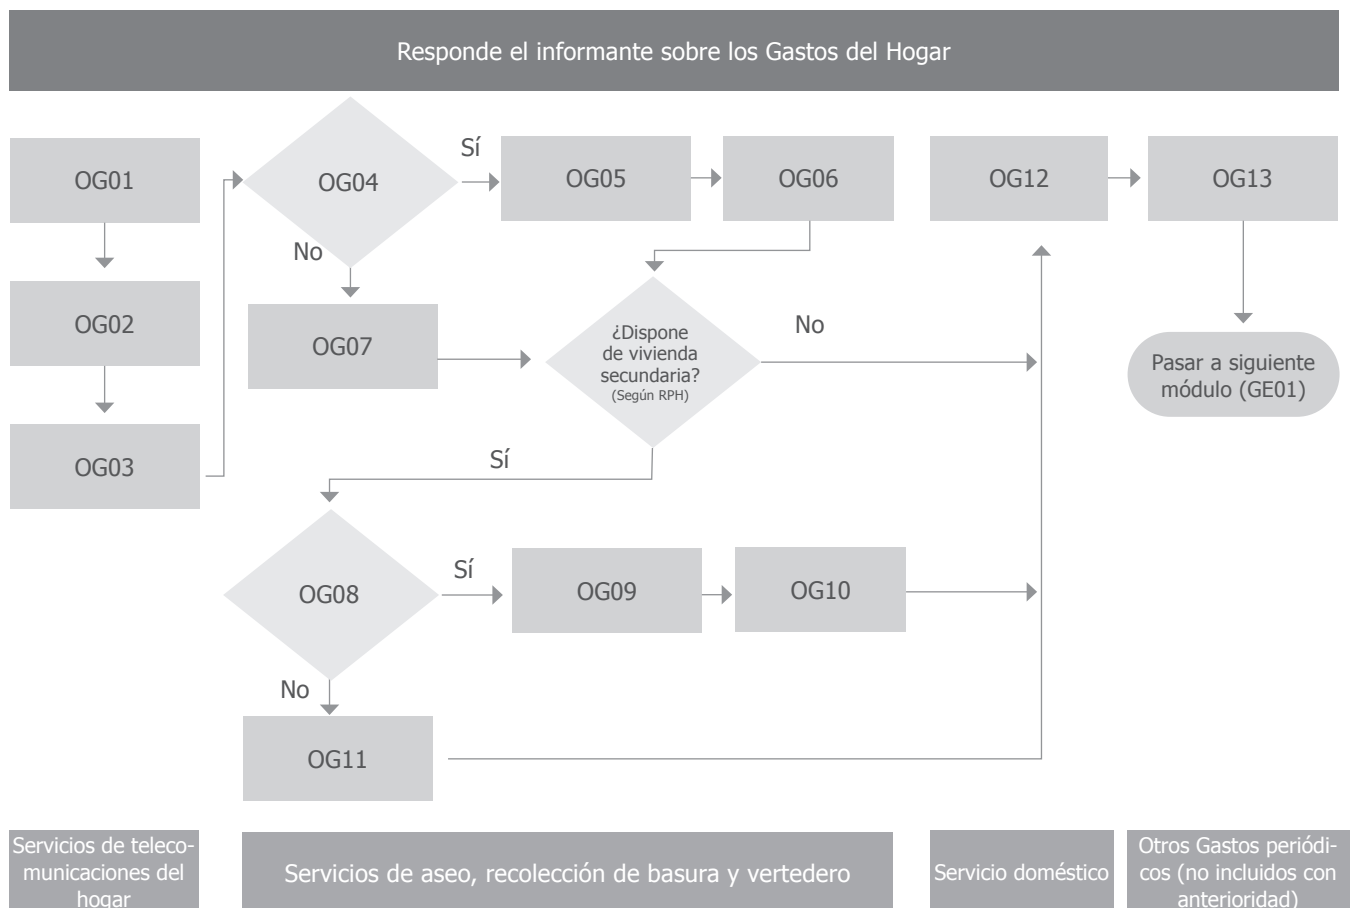 Responde el informante sobre los Gastos del Hogar
OG01
OG02
OG03
OG04
Sí
No
OG05
OG06
OG07
¿Dispone
de vivienda
secundaria?
(Según RPH)
No
Sí
OG08
Sí
No
OG09
OG10
OG11
OG12
OG13
Pasar a siguiente
módulo (GE01)
Servicios de teleco-
municaciones del
hogar
Servicios de aseo, recolección de basura y vertedero
Servicio doméstico
Otros Gastos periódi-
cos (no incluidos con
anterioridad)